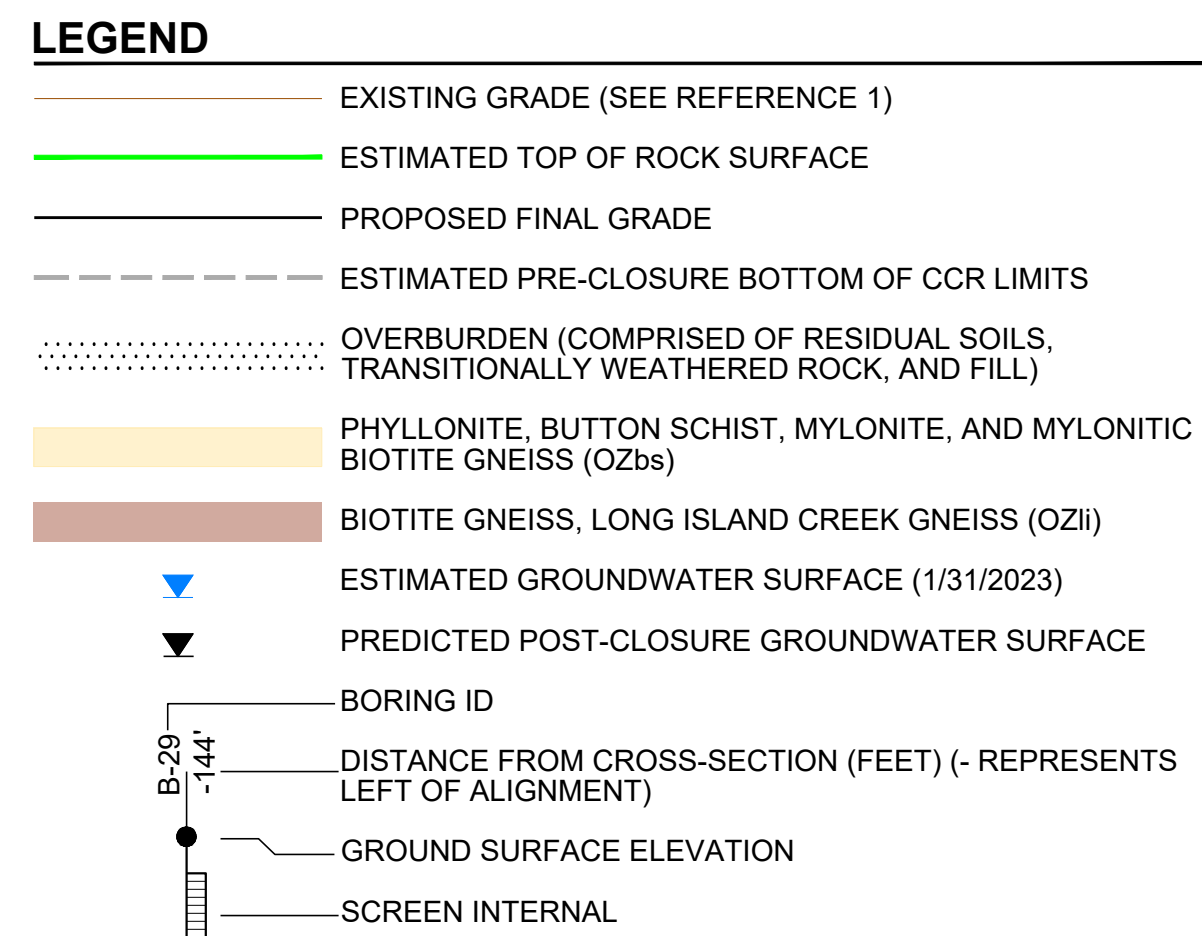 LEGEND
EXISTING GRADE (SEE REFERENCE 1)
ESTIMATED TOP OF ROCK SURFACE
PROPOSED FINAL GRADE
ESTIMATED PRE-CLOSURE BOTTOM OF CCR LIMITS
OVERBURDEN (COMPRISED OF RESIDUAL SOILS,
TRANSITIONALLY WEATHERED ROCK, AND FILL)
PHYLLONITE, BUTTON SCHIST, MYLONITE, AND MYLONITIC
BIOTITE GNEISS (OZbs)
BIOTITE GNEISS, LONG ISLAND CREEK GNEISS (OZli)
ESTIMATED GROUNDWATER SURFACE (1/31/2023)
PREDICTED POST-CLOSURE GROUNDWATER SURFACE
BORING ID
B-29
-144'
DISTANCE FROM CROSS-SECTION (FEET) (- REPRESENTS
LEFT OF ALIGNMENT)
GROUND SURFACE ELEVATION
SCREEN INTERNAL